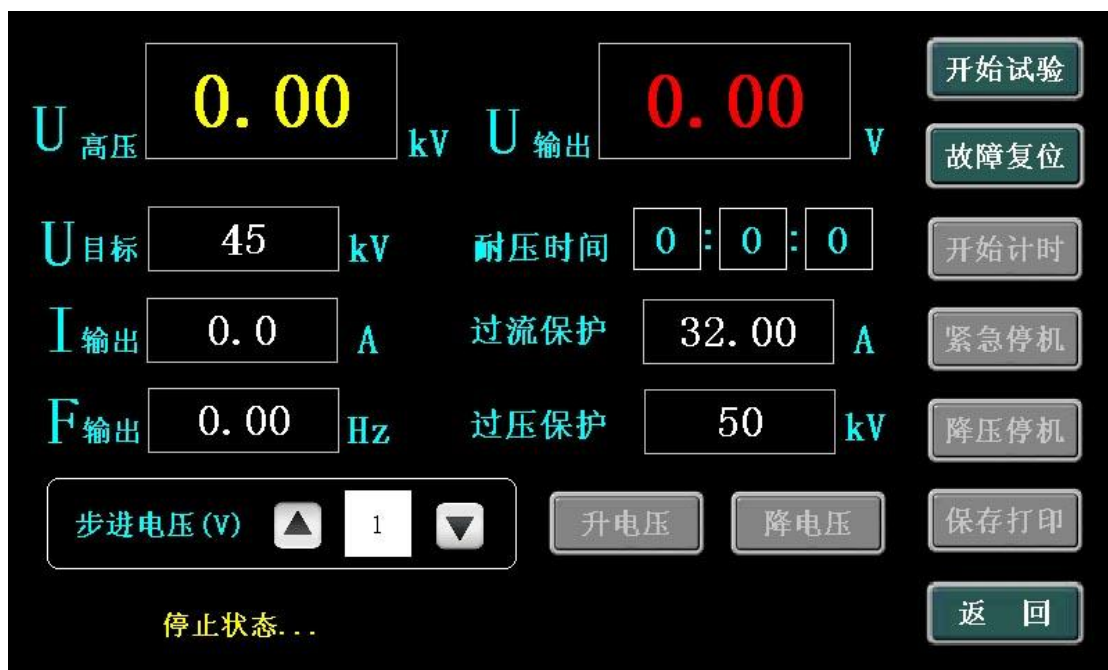 U高压 0.00 kV U输出 0.00 V 开始试验
故障复位
U目标 45 kV 耐压时间 0:0:0 开始计时
I输出 0.0 A 过流保护 32.00 A 紧急停机
F输出 0.00 Hz 过压保护 50 kV 降压停机
步进电压(V) 1 升电压 降电压 保存打印
停止状态... 返 回